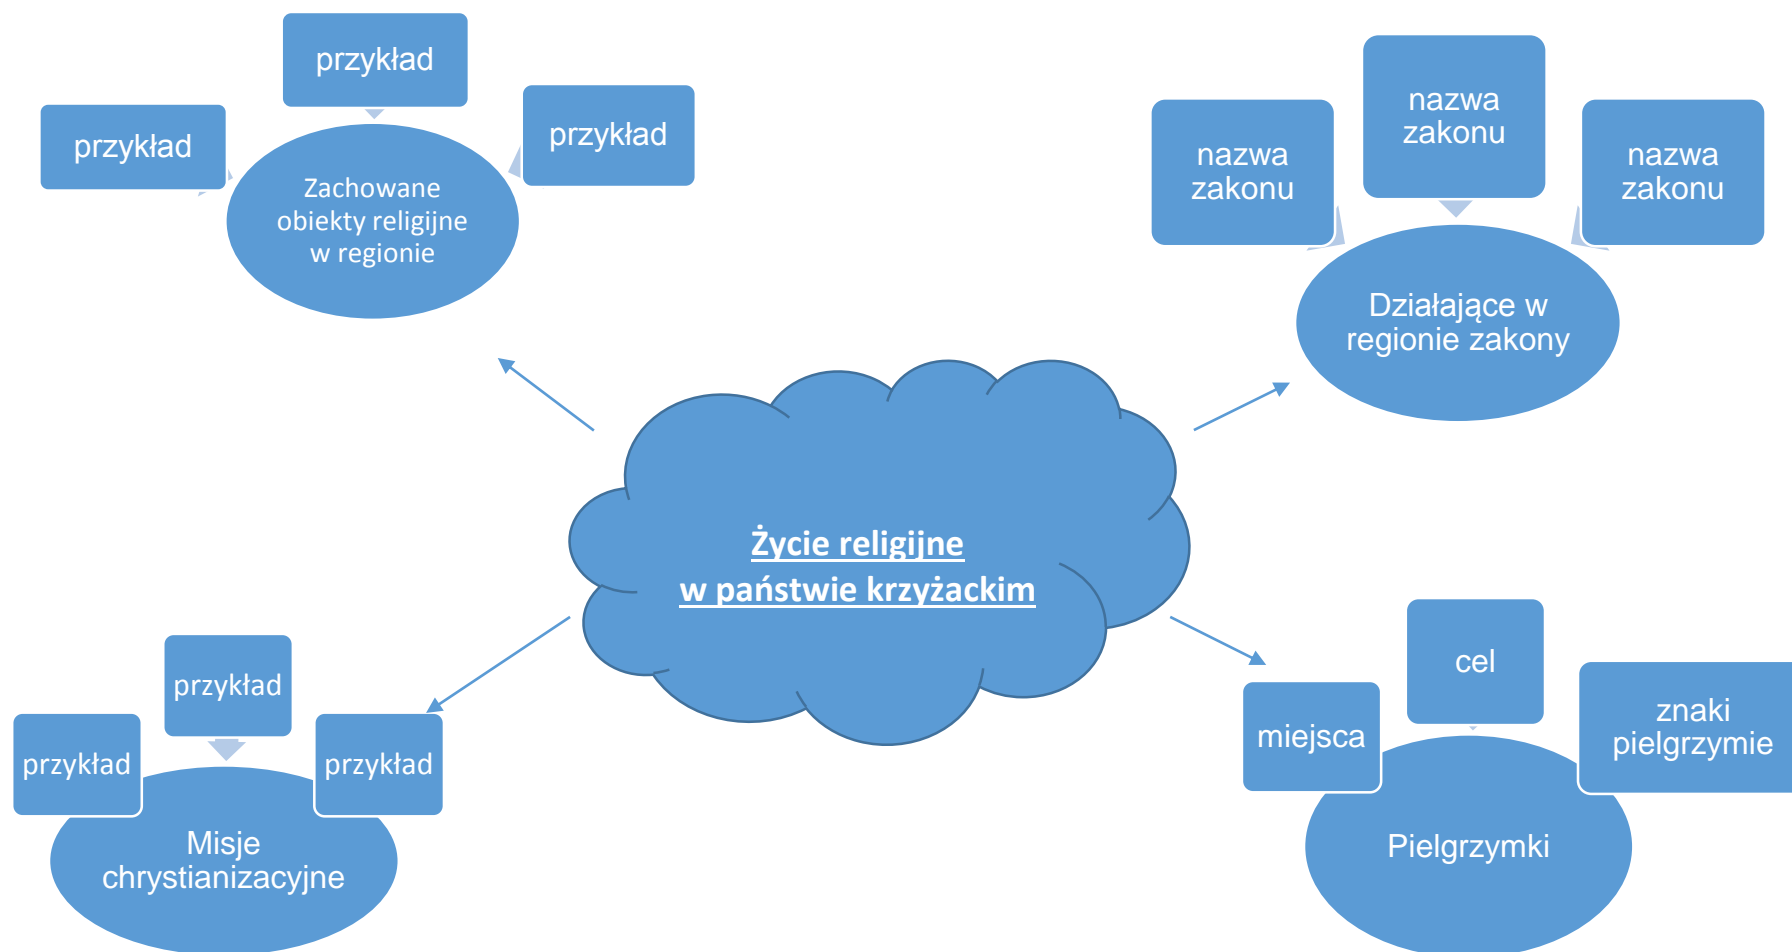 przykład
przykład
przykład
Zachowane
obiekty religijne
w regionie
nazwa
zakonu
nazwa
zakonu
nazwa
zakonu
Działające w
regionie zakony
Życie religijne
w państwie krzyżackim
przykład
przykład
przykład
Misje
chrystianizacyjne
miejsca
cel
znaki
pielgrzymie
Pielgrzymki